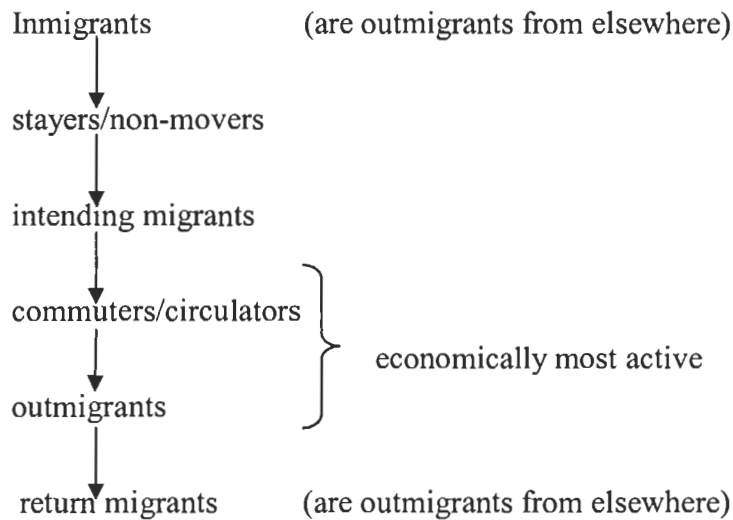 Inmigrants (are outmigrants from elsewhere)
stayers/non-movers
intending migrants
commuters/circulators
economically most active
outmigrants
return migrants (are outmigrants from elsewhere)